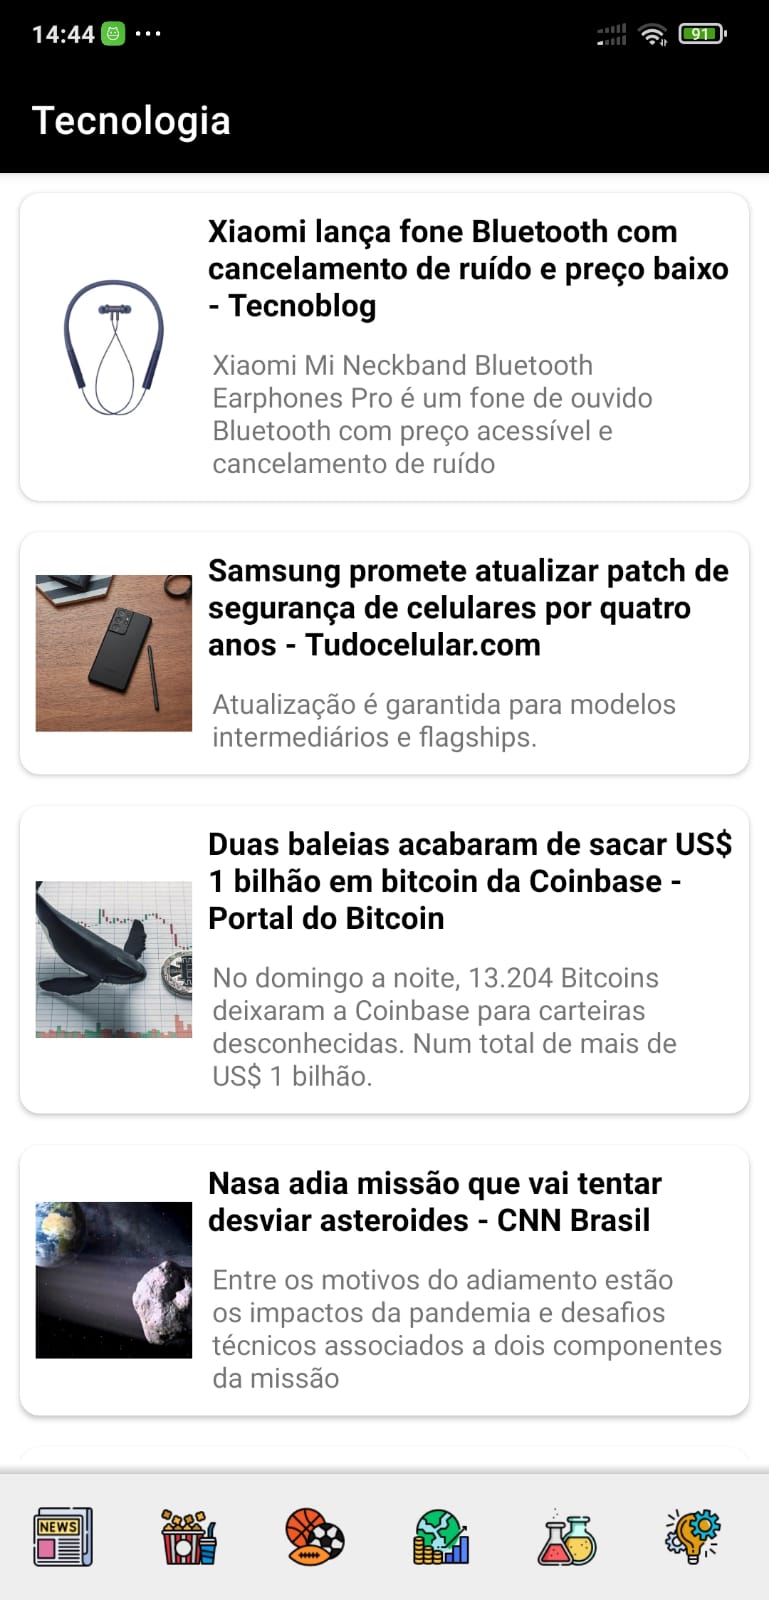 14:44
91
Tecnologia
Xiaomi lança fone Bluetooth com
cancelamento de ruído e preço baixo
- Tecnoblog
Xiaomi Mi Neckband Bluetooth
Earphones Pro é um fone de ouvido
Bluetooth com preço acessível e
cancelamento de ruído
Samsung promete atualizar patch de
segurança de celulares por quatro
anos - Tudocelular.com
Atualização é garantida para modelos
intermediários e flagships.
Duas baleias acabaram de sacar US$
1 bilhão em bitcoin da Coinbase -
Portal do Bitcoin
No domingo a noite, 13.204 Bitcoins
deixaram a Coinbase para carteiras
desconhecidas. Num total de mais de
US$ 1 bilhão.
Nasa adia missão que vai tentar
desviar asteroides - CNN Brasil
Entre os motivos do adiamento estão
os impactos da pandemia e desafios
técnicos associados a dois componentes
da missão
NEWS